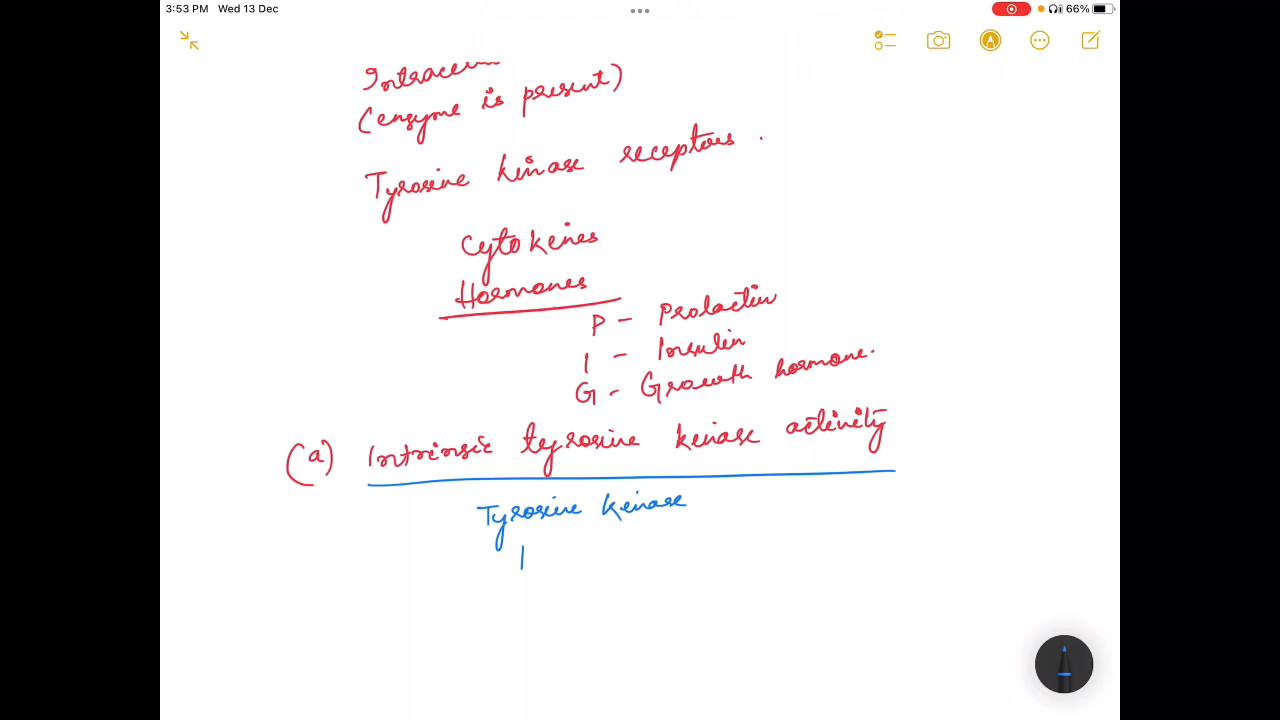 3:53 PM Wed 13 Dec
66%
(enzyme is present)
Tyrosine kinase receptors.
Cytokines
Hormones
P - Prolactin
I - Insulin
G - Growth hormone.
(a) Intrinsic tyrosine kinase activity
Tyrosine kinase